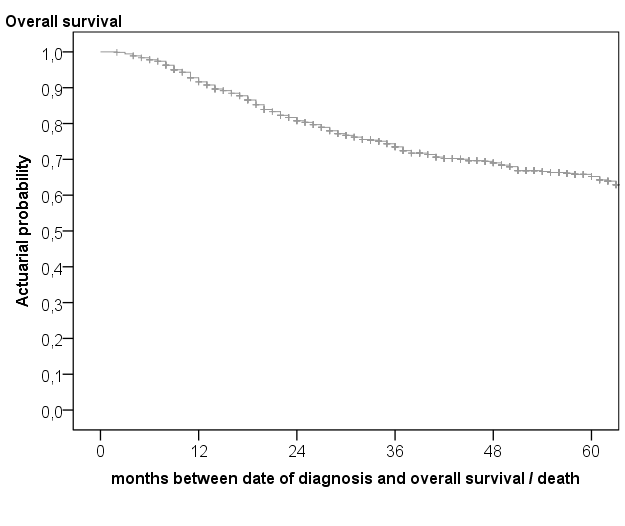 Overall survival
1,0
0,9
0,8
0,7
0,6
0,5
0,4
0,3
0,2
0,1
0,0
Actuarial probability
0 12 24 36 48 60
months between date of diagnosis and overall survival / death